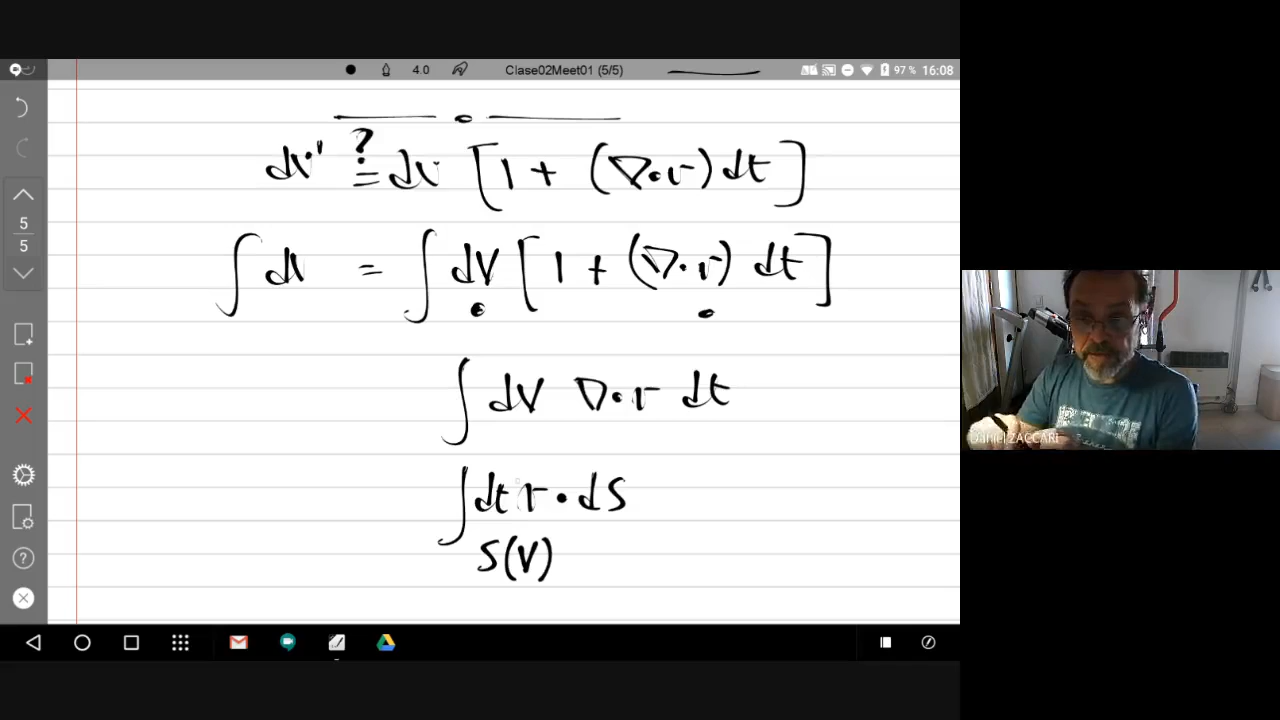 4.0 Clase02Meet01 (5/5) 97 % 16:08
5
5
dV' ≟ dV [1 + (∇·v) dt]
∫ dV = ∫ dV [1 + (∇·v) dt]
∫ dV ∇·v dt
∫ dt v · dS
S(V)
Daniel ZACCARI